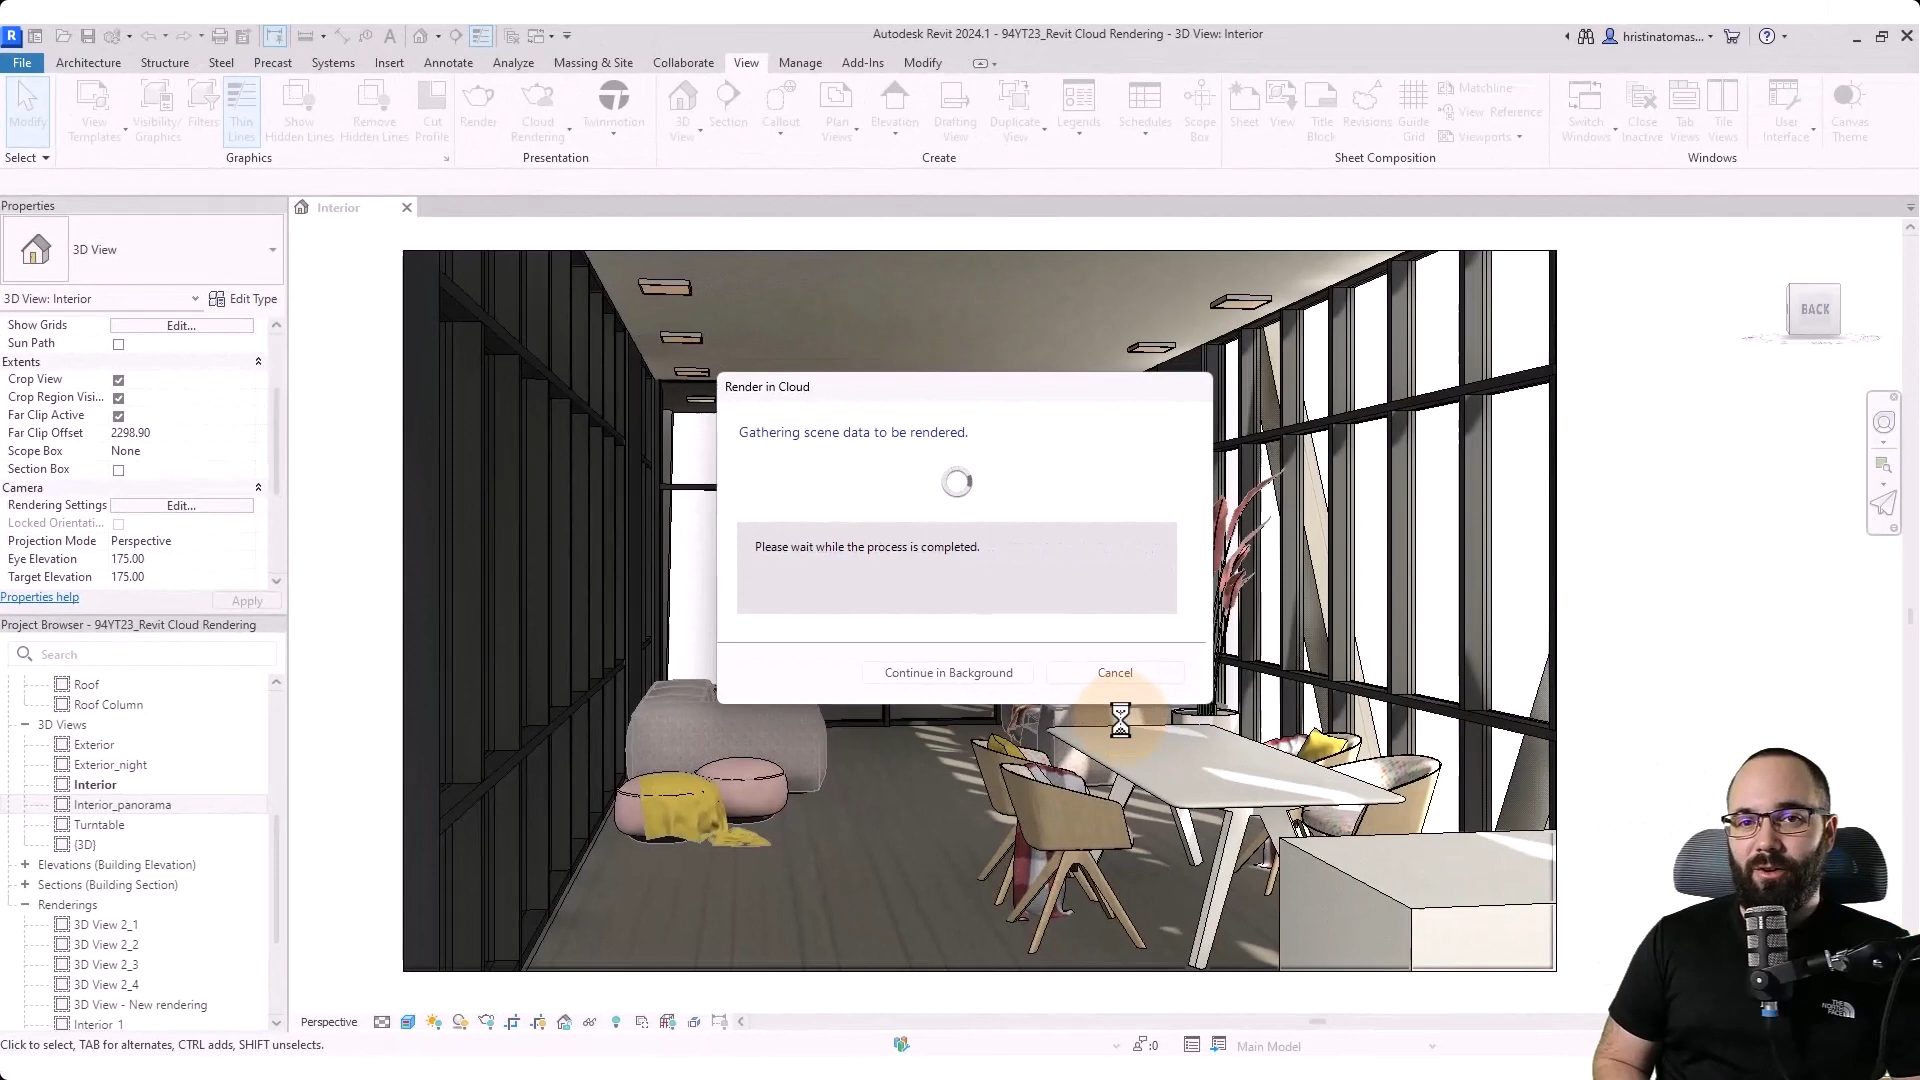 R
A
Autodesk Revit 2024.1 - 94YT23_Revit Cloud Rendering - 3D View: Interior
hristinatomas...
File Architecture Structure Steel Precast Systems Insert Annotate Analyze Massing & Site Collaborate View Manage Add-Ins Modify
Modify
View
Templates
Visibility/
Graphics
Filters
Thin
Lines
Show
Hidden Lines
Remove
Hidden Lines
Cut
Profile
Render
Cloud
Rendering
Twinmotion
3D
View
Section
Callout
Plan
Views
Elevation
Drafting
View
Duplicate
View
Legends
Schedules
Scope
Box
Sheet
View
Title
Block
Revisions
Guide
Grid
Matchline
View Reference
Viewports
Switch
Windows
Close
Inactive
Tab
Views
Tile
Views
User
Interface
Canvas
Theme
Select Graphics Presentation Create Sheet Composition Windows
Properties
3D View
3D View: Interior Edit Type
Show Grids Edit...
Sun Path
Extents
Crop View
Crop Region Visi...
Far Clip Active
Far Clip Offset 2298.90
Scope Box None
Section Box
Camera
Rendering Settings Edit...
Locked Orientati...
Projection Mode Perspective
Eye Elevation 175.00
Target Elevation 175.00
Properties help Apply
Project Browser - 94YT23_Revit Cloud Rendering
Search
Roof
Roof Column
3D Views
Exterior
Exterior_night
Interior
Interior_panorama
Turntable
{3D}
Elevations (Building Elevation)
Sections (Building Section)
Renderings
3D View 2_1
3D View 2_2
3D View 2_3
3D View 2_4
3D View - New rendering
Interior 1
Interior
BACK
Render in Cloud
Gathering scene data to be rendered.
Please wait while the process is completed.
Continue in Background Cancel
THE
NORTH
FACE
Perspective
Click to select, TAB for alternates, CTRL adds, SHIFT unselects.
:0
Main Model